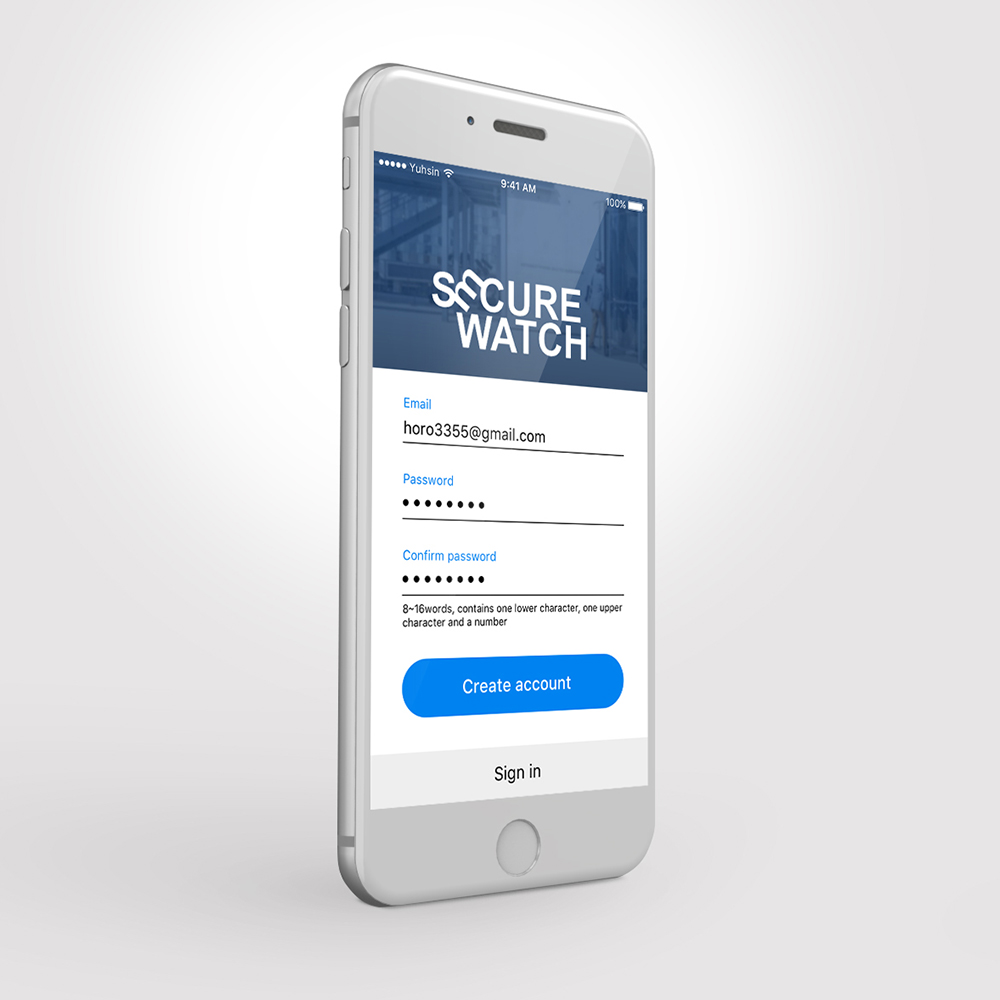 ●●●●● Yuhsin
9:41 AM
100%
SECURE
WATCH
Email
horo3355@gmail.com
Password
●●●●●●●●
Confirm password
●●●●●●●●
8~16words, contains one lower character, one upper
character and a number
Create account
Sign in